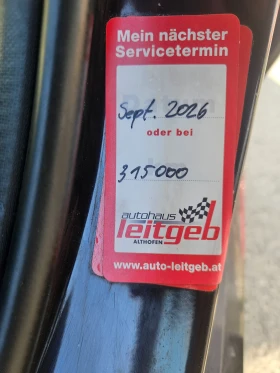 Mein nächster
Servicetermin
Sept. 2026
oder bei
315000
autohaus
leitgeb
ALTHOFEN
www.auto-leitgeb.at